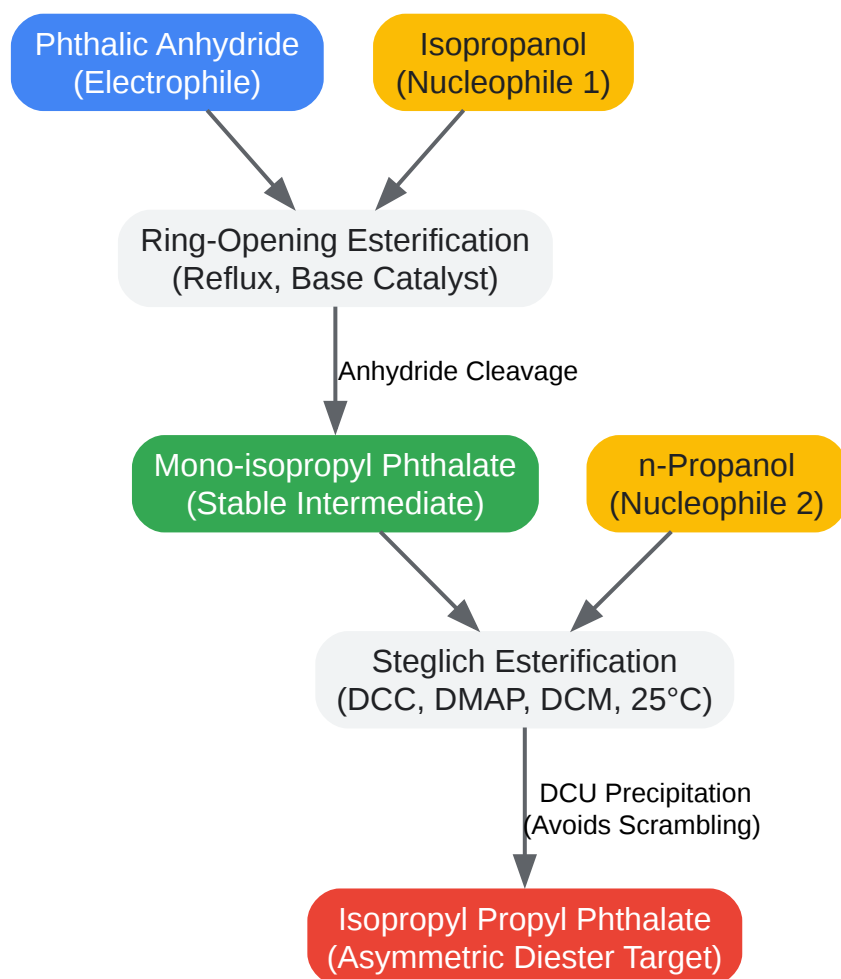 Phthalic Anhydride
(Electrophile)
Isopropanol
(Nucleophile 1)
Ring-Opening Esterification
(Reflux, Base Catalyst)
Anhydride Cleavage
Mono-isopropyl Phthalate
(Stable Intermediate)
n-Propanol
(Nucleophile 2)
Steglich Esterification
(DCC, DMAP, DCM, 25°C)
DCU Precipitation
(Avoids Scrambling)
Isopropyl Propyl Phthalate
(Asymmetric Diester Target)